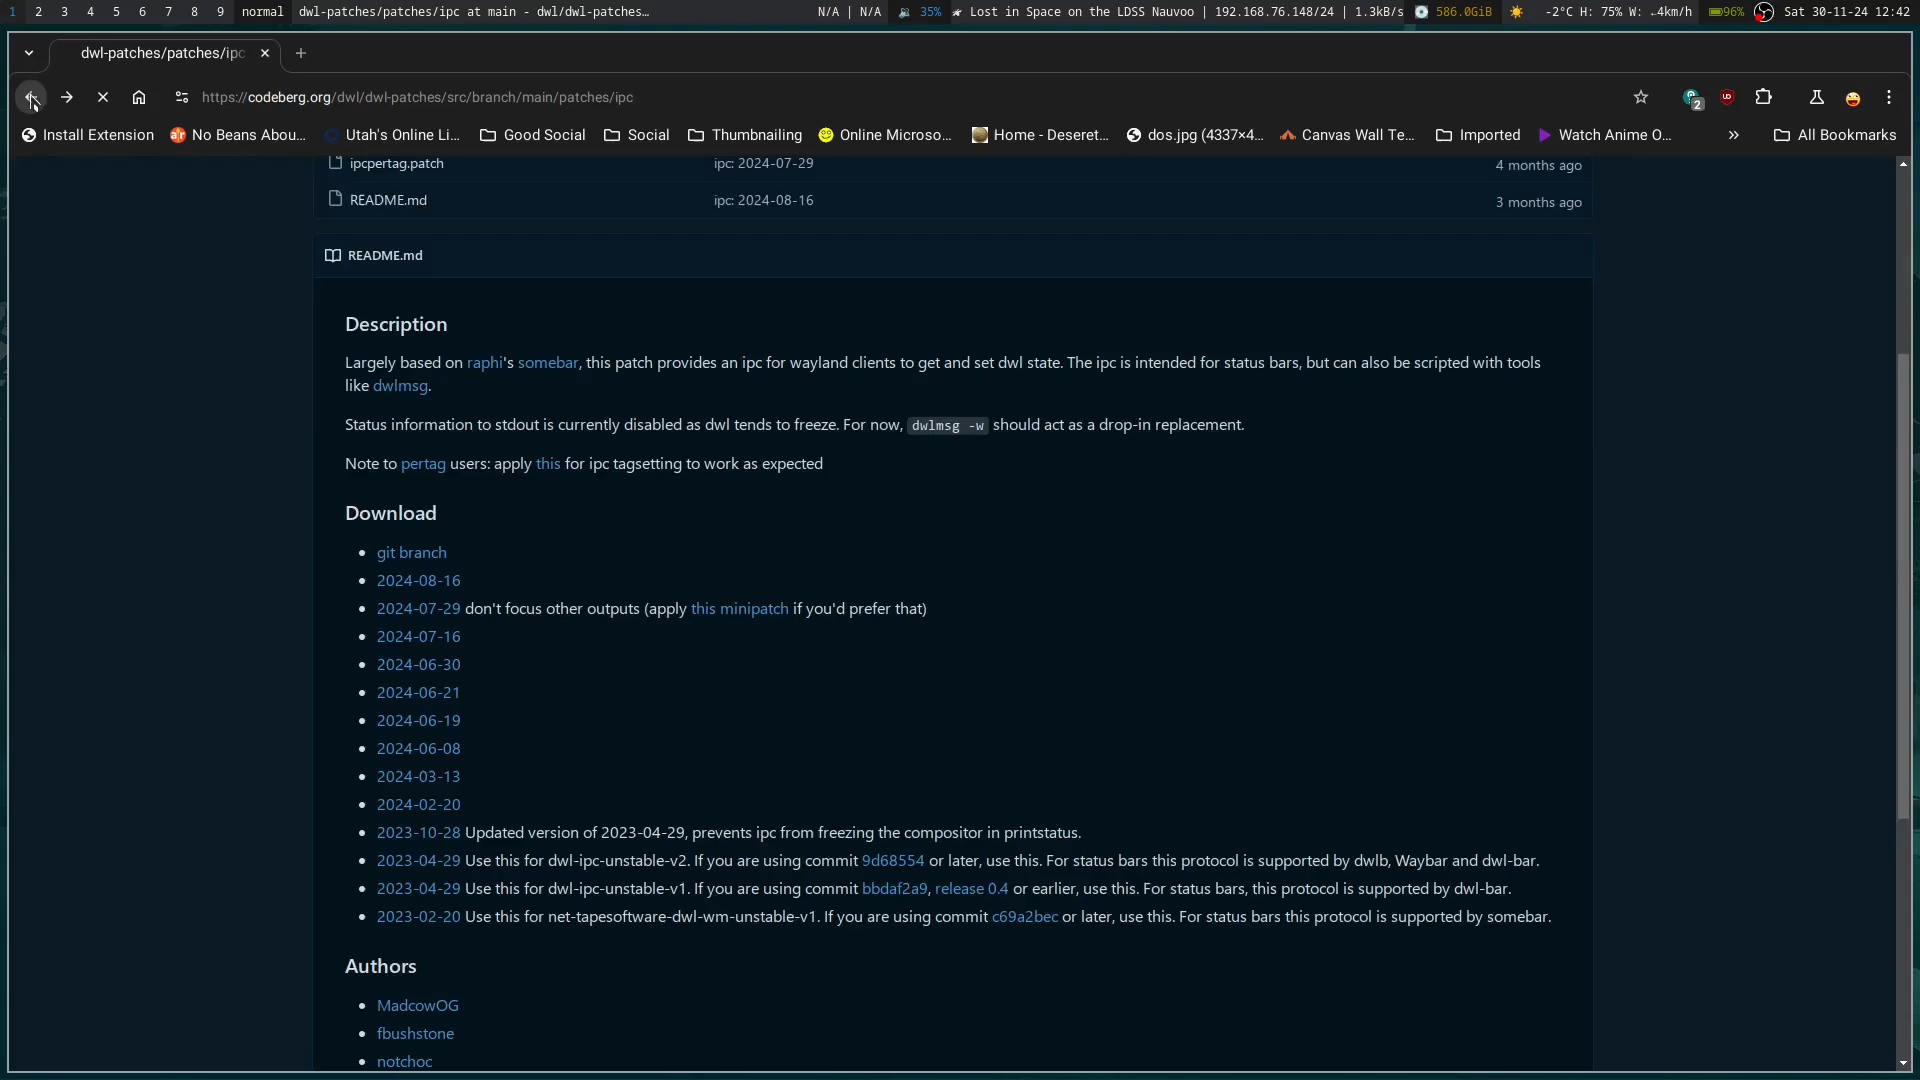 1 2 3 4 5 6 7 8 9 normal dwl-patches/patches/ipc at main - dwl/dwl-patches… N/A | N/A 35% Lost in Space on the LDSS Nauvoo | 192.168.76.148/24 | 1.3kB/s 586.0GiB -2°C H: 75% W: ←4km/h 96% Sat 30-11-24 12:42
dwl-patches/patches/ipc
https://codeberg.org/dwl/dwl-patches/src/branch/main/patches/ipc 2
Install Extension No Beans Abou... Utah's Online Li... Good Social Social Thumbnailing Online Microso... Home - Deseret... dos.jpg (4337×4... Canvas Wall Te... Imported Watch Anime O... » All Bookmarks
ipcpertag.patch ipc: 2024-07-29 4 months ago
README.md ipc: 2024-08-16 3 months ago
README.md
Description
Largely based on raphi's somebar, this patch provides an ipc for wayland clients to get and set dwl state. The ipc is intended for status bars, but can also be scripted with tools
like dwlmsg.
Status information to stdout is currently disabled as dwl tends to freeze. For now, dwlmsg -w should act as a drop-in replacement.
Note to pertag users: apply this for ipc tagsetting to work as expected
Download
• git branch
• 2024-08-16
• 2024-07-29 don't focus other outputs (apply this minipatch if you'd prefer that)
• 2024-07-16
• 2024-06-30
• 2024-06-21
• 2024-06-19
• 2024-06-08
• 2024-03-13
• 2024-02-20
• 2023-10-28 Updated version of 2023-04-29, prevents ipc from freezing the compositor in printstatus.
• 2023-04-29 Use this for dwl-ipc-unstable-v2. If you are using commit 9d68554 or later, use this. For status bars this protocol is supported by dwlb, Waybar and dwl-bar.
• 2023-04-29 Use this for dwl-ipc-unstable-v1. If you are using commit bbdaf2a9, release 0.4 or earlier, use this. For status bars, this protocol is supported by dwl-bar.
• 2023-02-20 Use this for net-tapesoftware-dwl-wm-unstable-v1. If you are using commit c69a2bec or later, use this. For status bars this protocol is supported by somebar.
Authors
• MadcowOG
• fbushstone
• notchoc